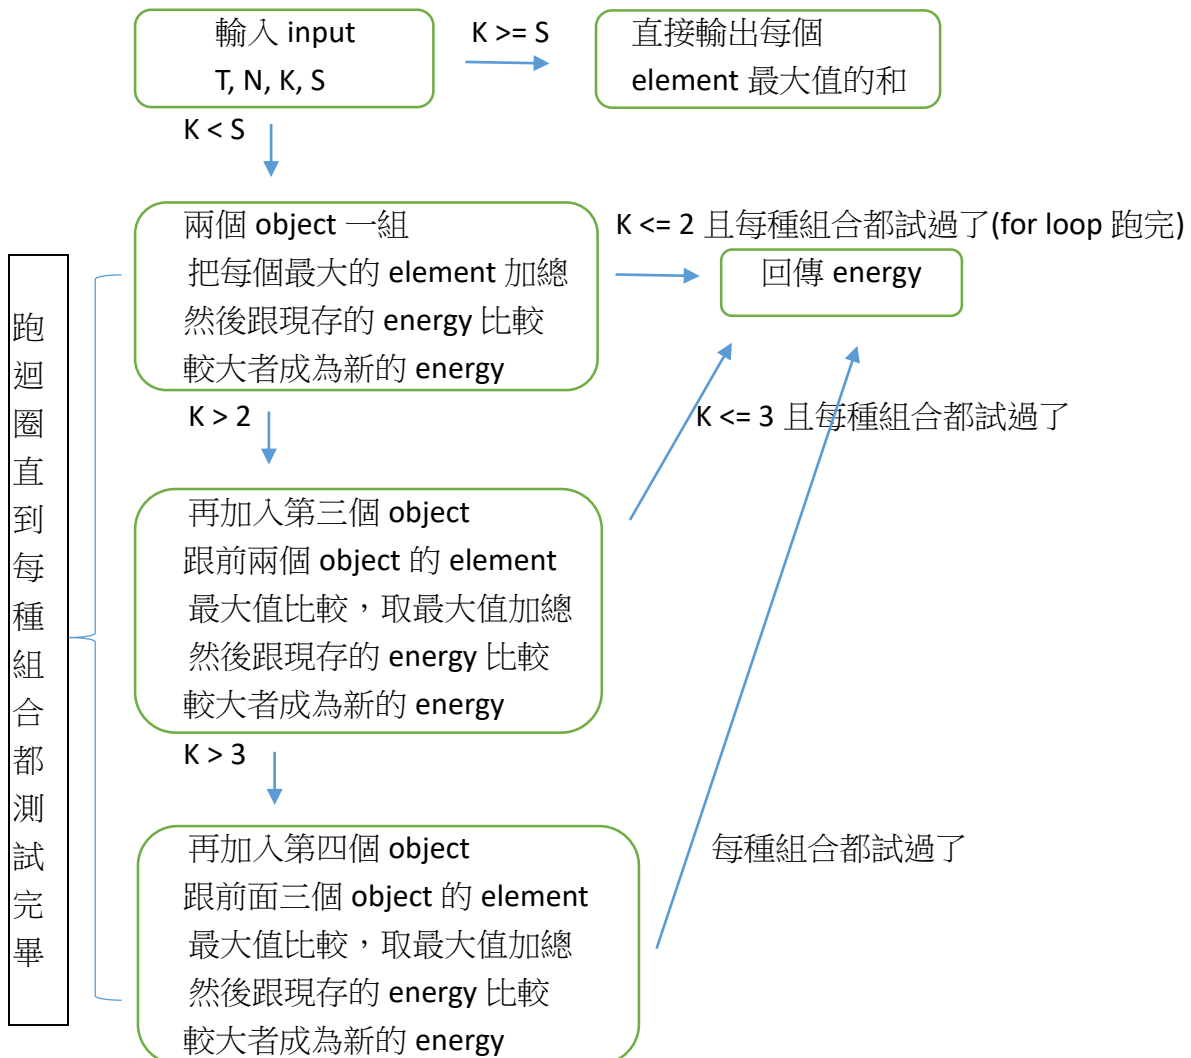 輸入 input
T, N, K, S
K >= S
直接輸出每個
element 最大值的和
K < S
兩個 object 一組
把每個最大的 element 加總
然後跟現存的 energy 比較
較大者成為新的 energy
K <= 2 且每種組合都試過了(for loop 跑完)
回傳 energy
K > 2
K <= 3 且每種組合都試過了
再加入第三個 object
跟前兩個 object 的 element
最大值比較，取最大值加總
然後跟現存的 energy 比較
較大者成為新的 energy
K > 3
再加入第四個 object
跟前面三個 object 的 element
最大值比較，取最大值加總
然後跟現存的 energy 比較
較大者成為新的 energy
每種組合都試過了
跑迴圈直到每種組合都測試完畢